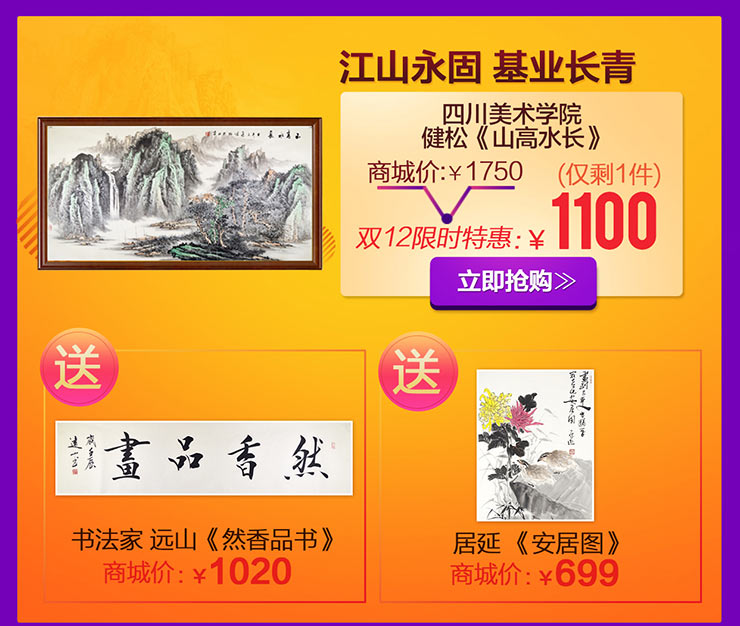 江山永固 基业长青
四川美术学院
健松《山高水长》
商城价:¥1750 (仅剩1件)
双12限时特惠:¥1100
立即抢购
送
畫品香然
书法家 远山《然香品书》
商城价:¥1020
送
居延《安居图》
商城价:¥699